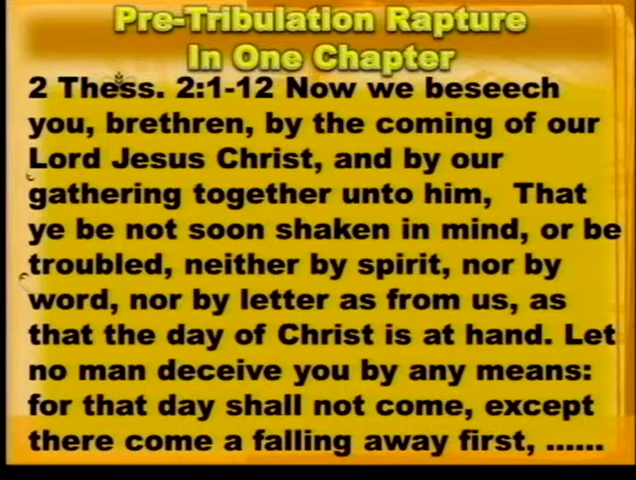 Pre-Tribulation Rapture
In One Chapter
2 Thess. 2:1-12 Now we beseech
you, brethren, by the coming of our
Lord Jesus Christ, and by our
gathering together unto him, That
ye be not soon shaken in mind, or be
troubled, neither by spirit, nor by
word, nor by letter as from us, as
that the day of Christ is at hand. Let
no man deceive you by any means:
for that day shall not come, except
there come a falling away first, ......